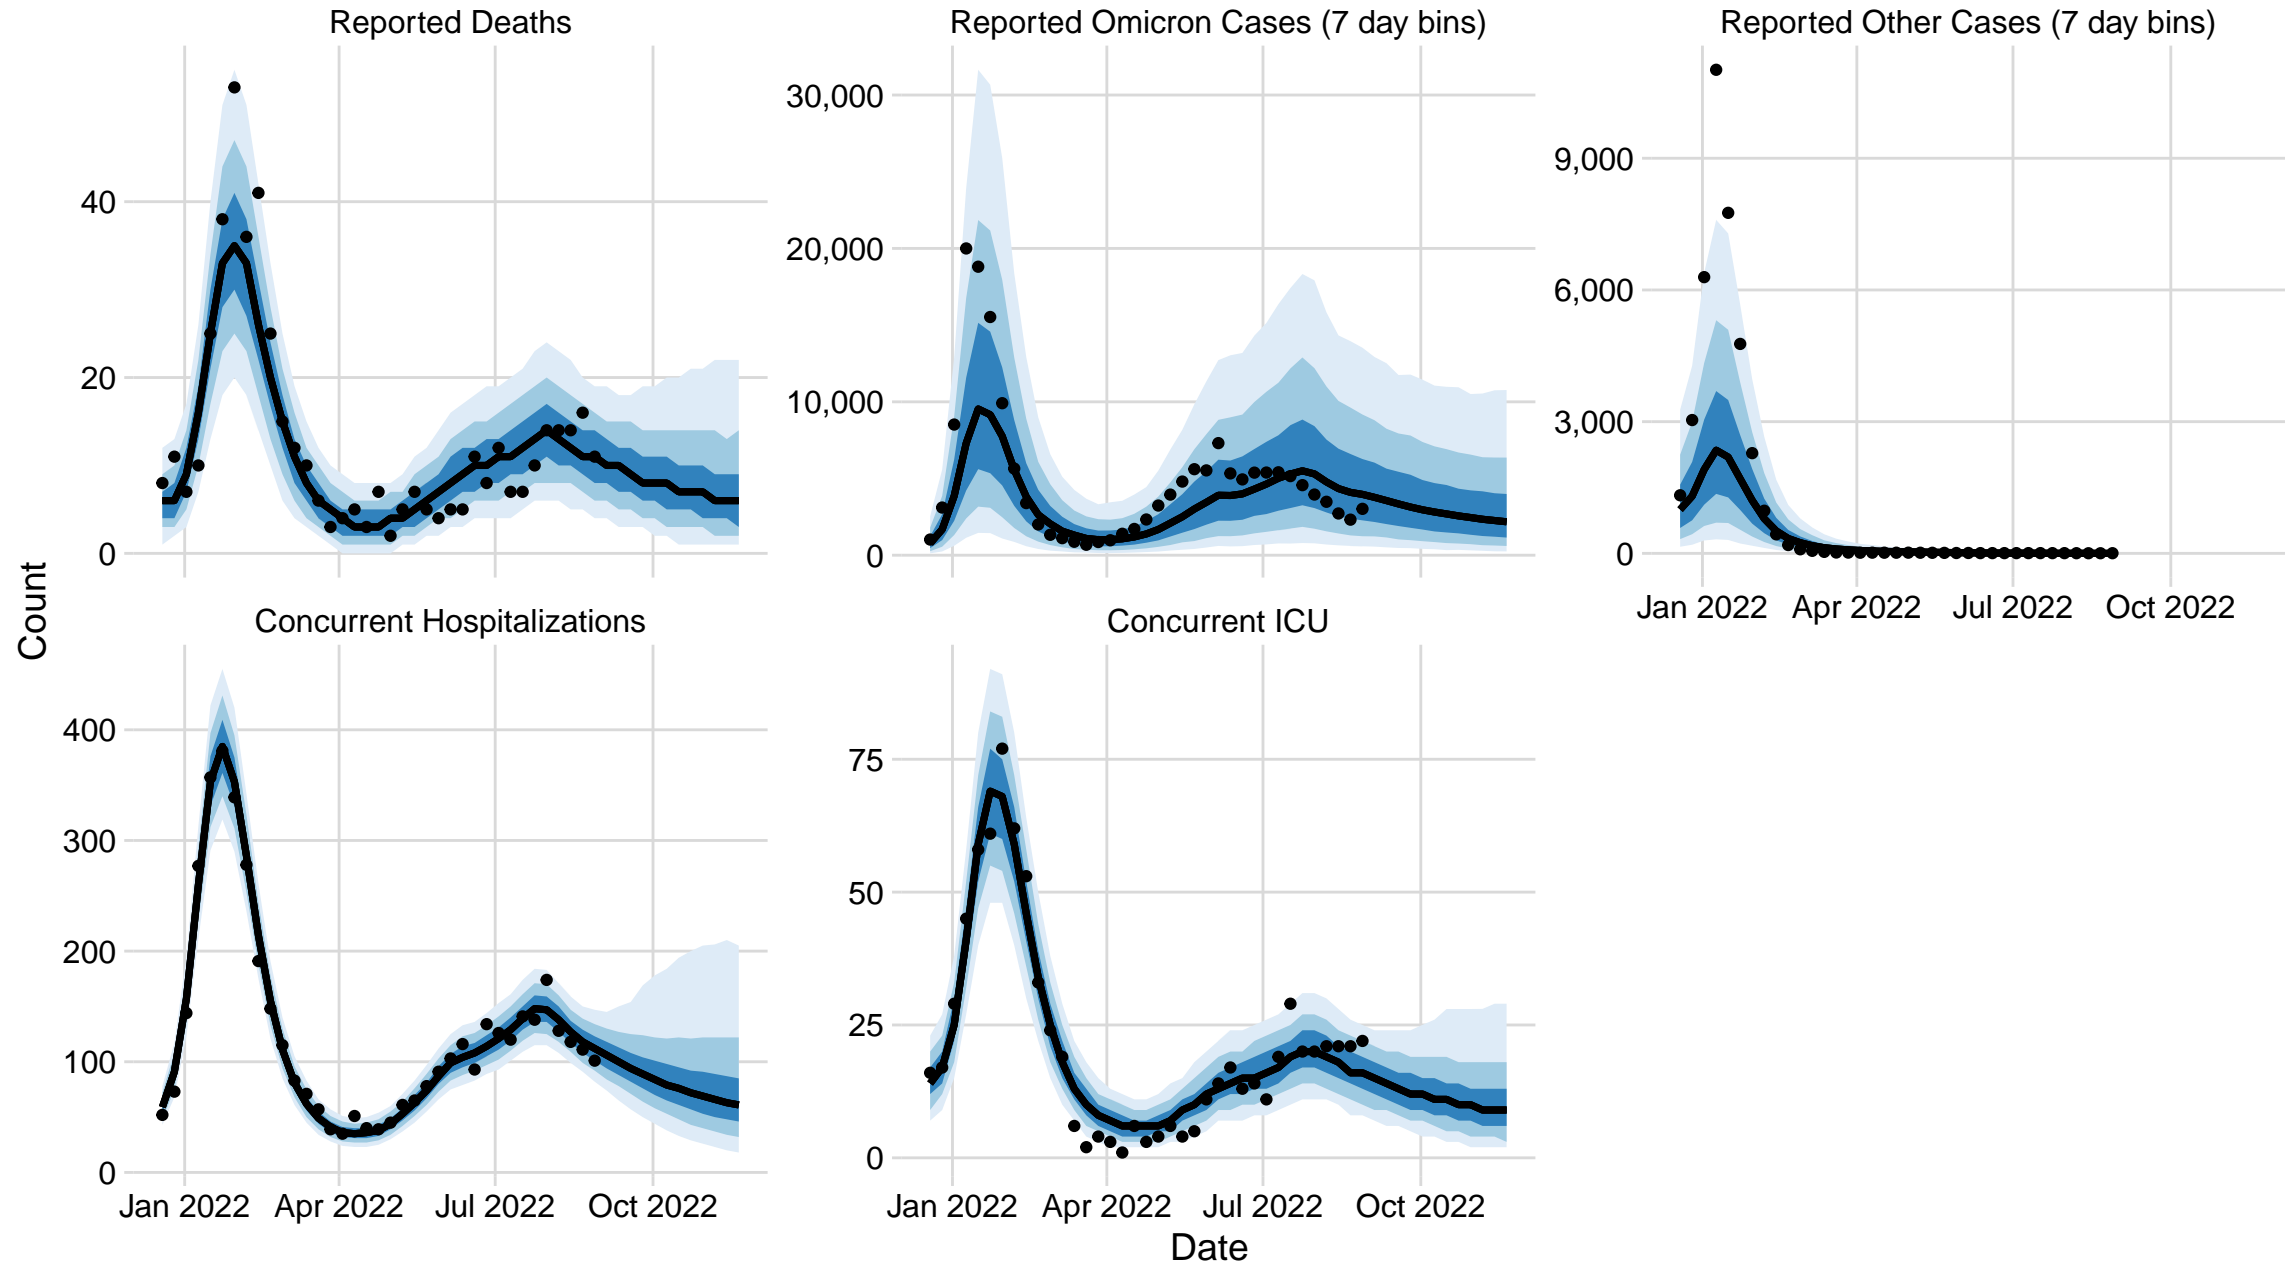 Reported Deaths
Reported Omicron Cases (7 day bins)
Reported Other Cases (7 day bins)
40
20
0
30,000
20,000
10,000
0
9,000
6,000
3,000
0
Jan 2022 Apr 2022 Jul 2022 Oct 2022
Count
Concurrent Hospitalizations
Concurrent ICU
400
300
200
100
0
75
50
25
0
Jan 2022 Apr 2022 Jul 2022 Oct 2022
Jan 2022 Apr 2022 Jul 2022 Oct 2022
Date